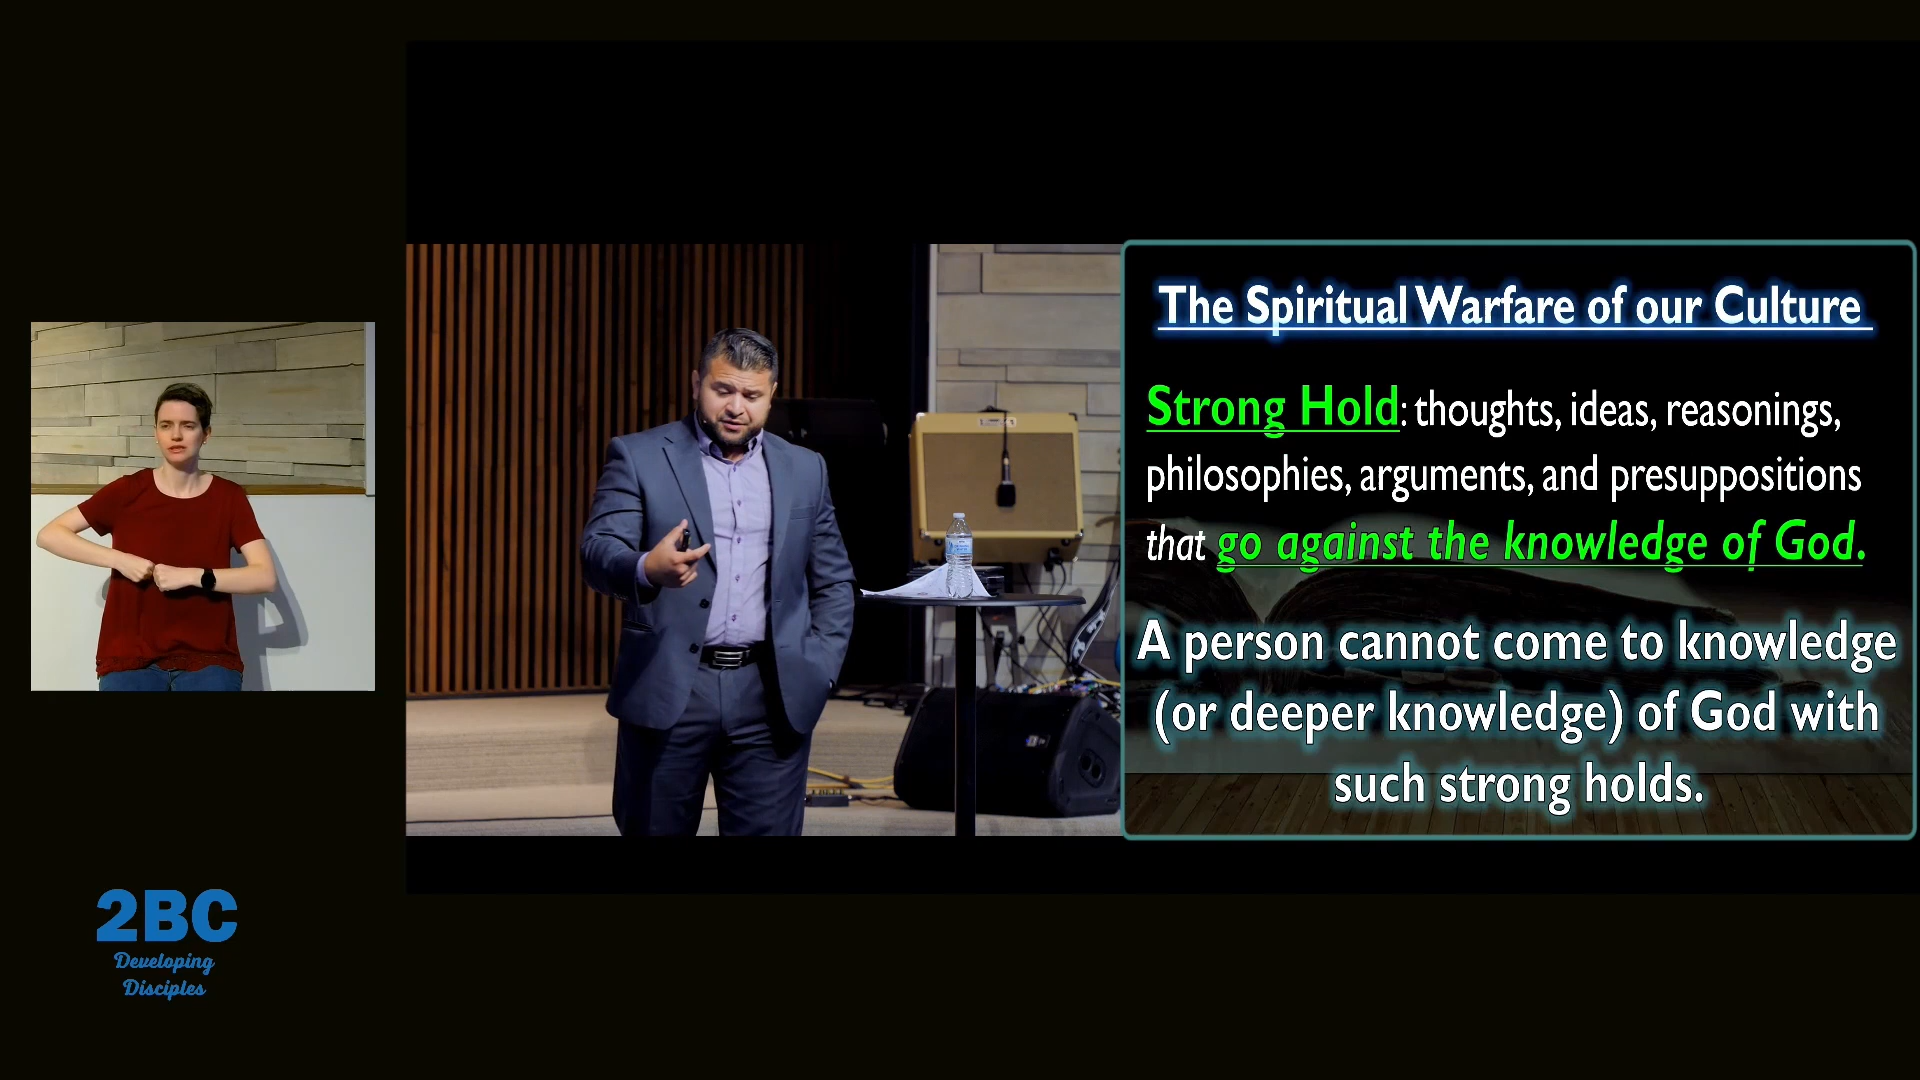 The Spiritual Warfare of our Culture
Strong Hold: thoughts, ideas, reasonings,
philosophies, arguments, and presuppositions
that go against the knowledge of God.
A person cannot come to knowledge
(or deeper knowledge) of God with
such strong holds.
2BC
Developing
Disciples